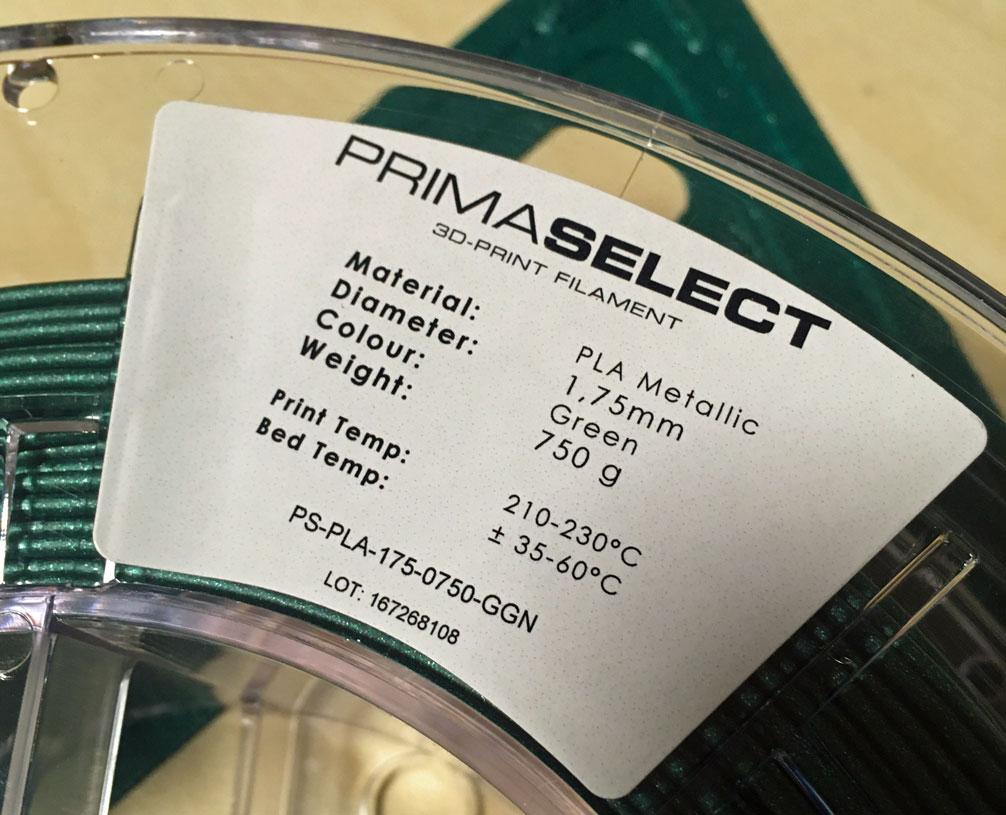 PRIMASELECT
3D-PRINT FILAMENT
Material: PLA Metallic
Diameter: 1,75mm
Colour: Green
Weight: 750 g
Print Temp: 210-230°C
Bed Temp: ± 35-60°C
PS-PLA-175-0750-GGN
LOT: 167268108